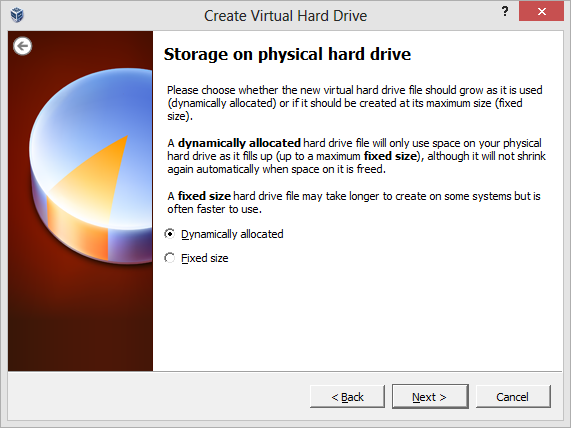 Create Virtual Hard Drive
?
Storage on physical hard drive
Please choose whether the new virtual hard drive file should grow as it is used
(dynamically allocated) or if it should be created at its maximum size (fixed
size).
A dynamically allocated hard drive file will only use space on your physical
hard drive as it fills up (up to a maximum fixed size), although it will not shrink
again automatically when space on it is freed.
A fixed size hard drive file may take longer to create on some systems but is
often faster to use.
Dynamically allocated
Fixed size
< Back
Next >
Cancel